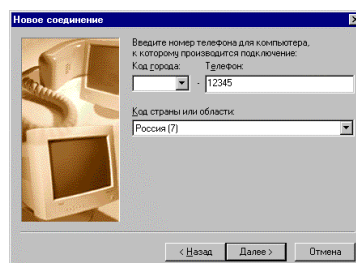 Новое соединение
Введите номер телефона для компьютера,
к которому производится подключение:
Код города: Телефон:
- 12345
Код страны или области:
Россия (7)
< Назад Далее > Отмена